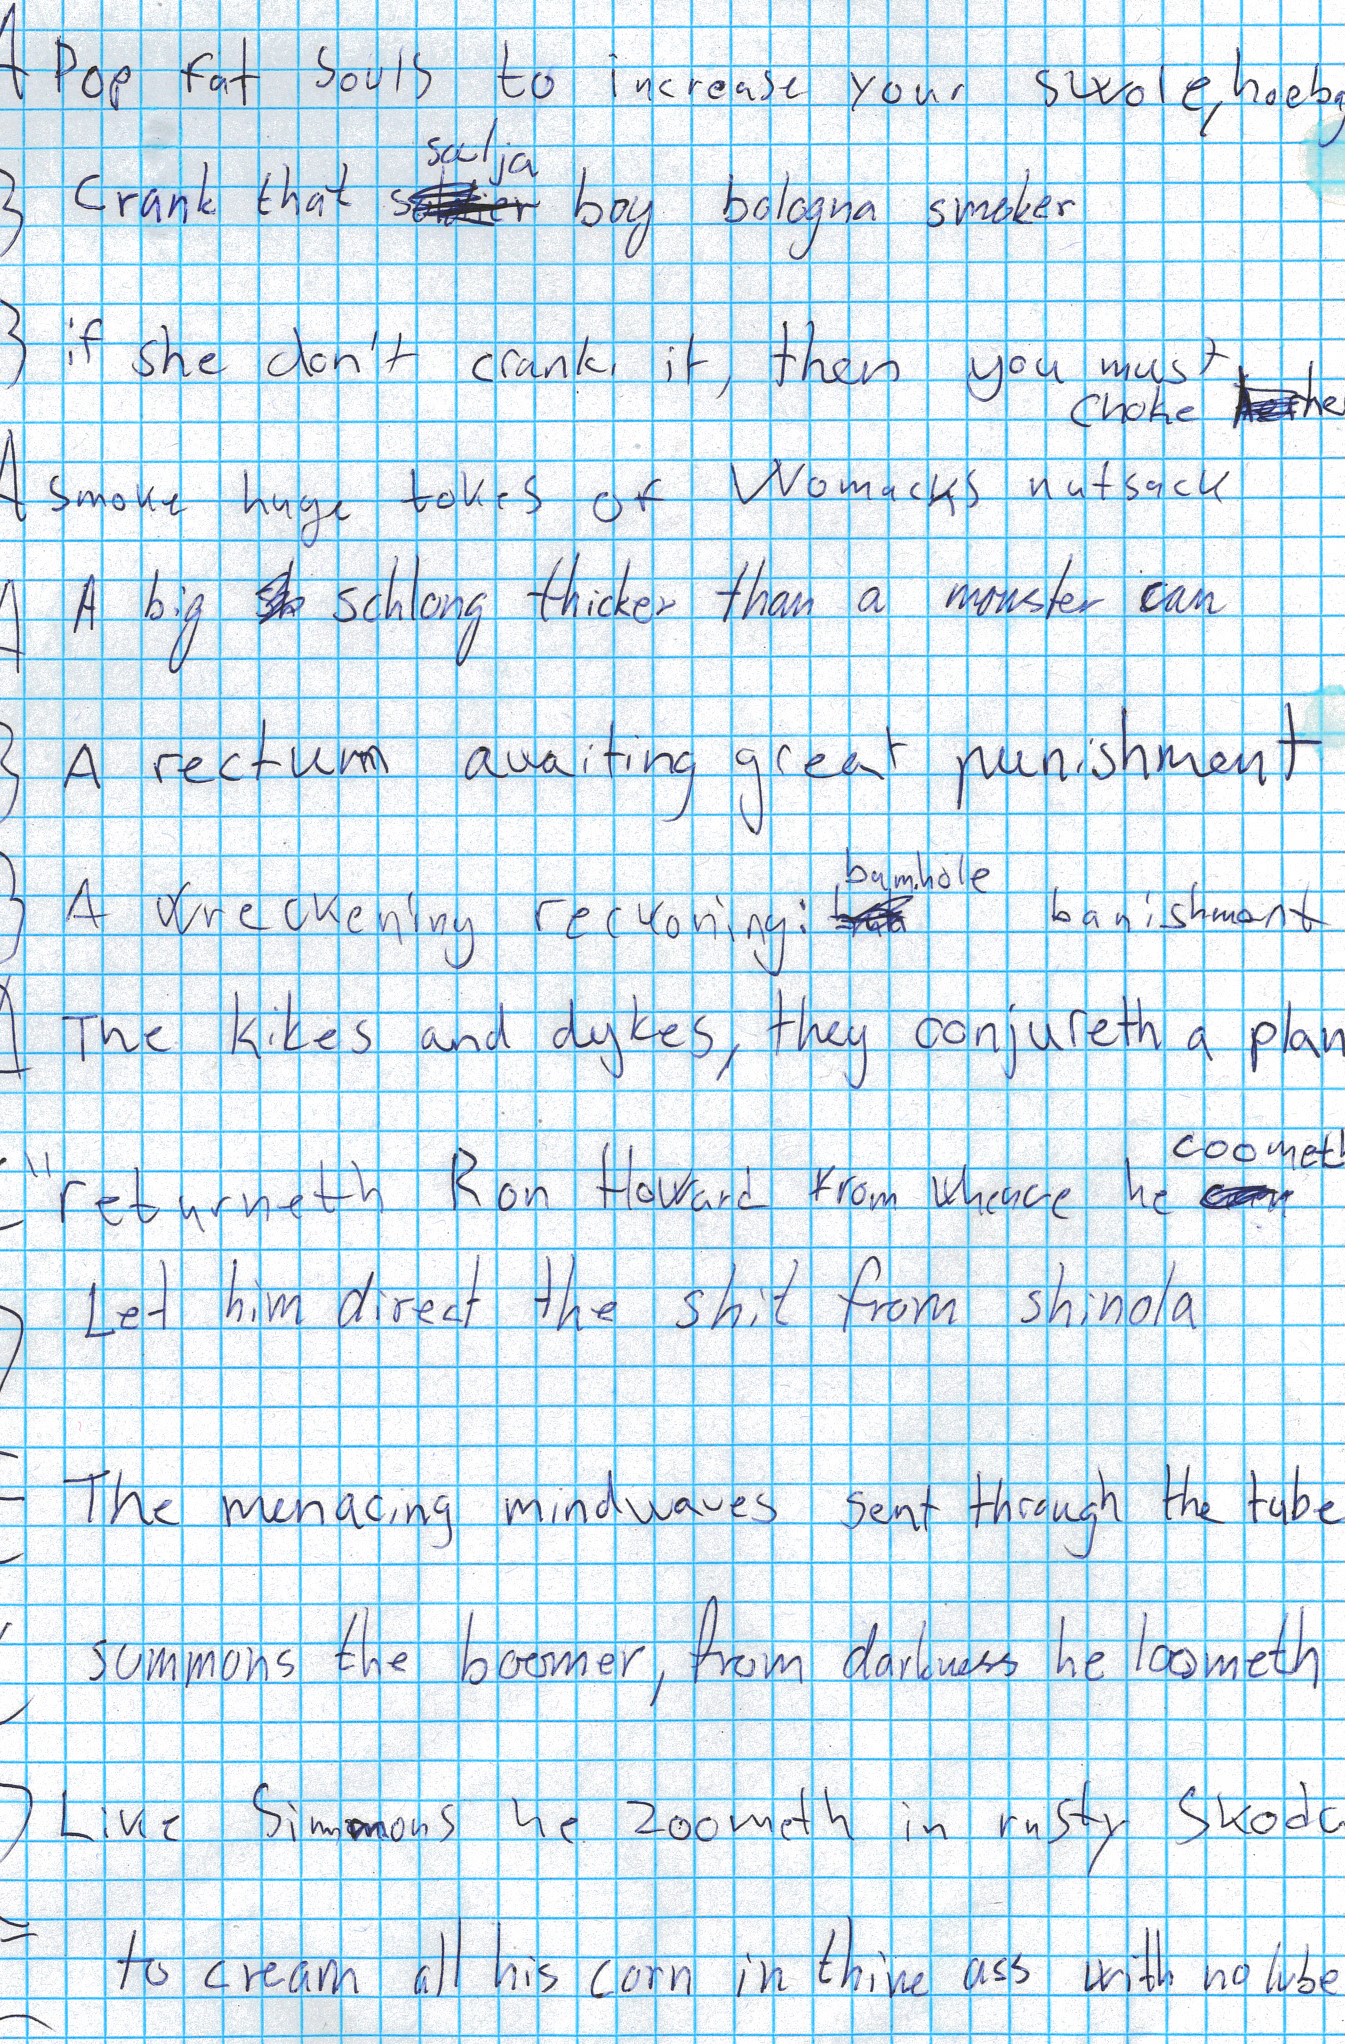 A Pop fat souls to increase your swole, hoeba
B Crank that soulja boy bologna smoker
B if she don't crank it, then you must
choke her
A smoke huge tokes of Womacks nutsack
A A big schlong thicker than a monster can
B A rectum awaiting great punishment
B A wreckening reckoning: bumhole banishment
A The kikes and dykes, they conjureth a plan
C "returneth Ron Howard from whence he coometh
D Let him direct the shit from shinola
E The menacing mindwaves sent through the tube
C summons the boomer, from darkness he loometh
D Like Simmons he zoometh in rusty Skoda
E to cream all his corn in thine ass with no lube